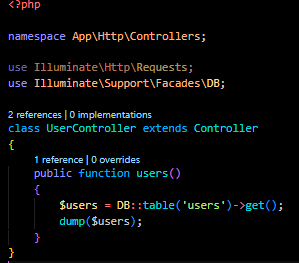 <?php
namespace App\Http\Controllers;
use Illuminate\Http\Requests;
use Illuminate\Support\Facades\DB;
2 references | 0 implementations
class UserController extends Controller
{
1 reference | 0 overrides
public function users()
{
$users = DB::table('users')->get();
dump($users);
}
}